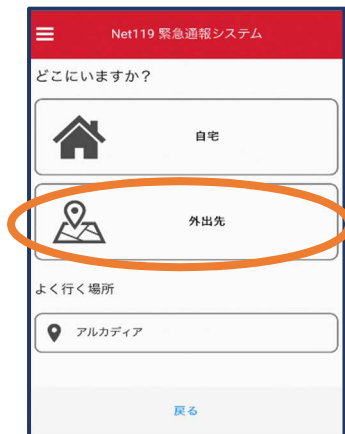 Net119 緊急通報システム
どこにいますか？
自宅
外出先
よく行く場所
アルカディア
戻る